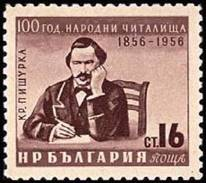 100 ГОД. НАРОДНИ ЧИТАЛИЩА
1856-1956
КР. ПИШУРКА
СТ. 16
НР БЪЛГАРИЯ ПОЩА